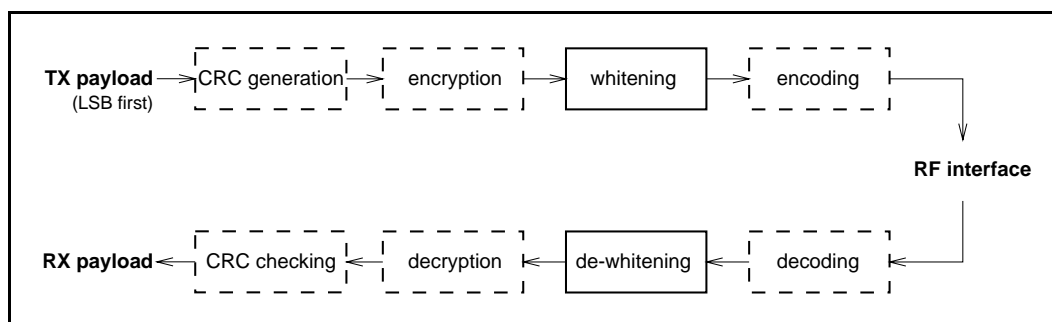 TX payload CRC generation encryption whitening encoding
(LSB first)
RF interface
RX payload CRC checking decryption de-whitening decoding